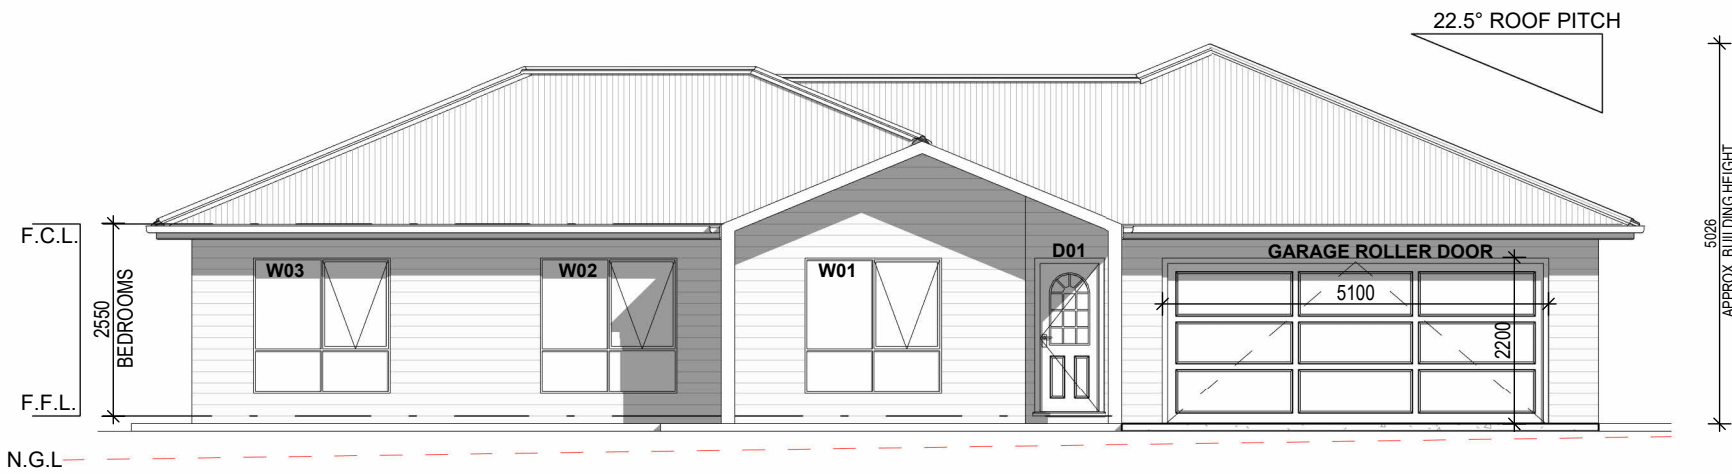 22.5° ROOF PITCH
F.C.L.
F.F.L.
N.G.L
2550
BEDROOMS
W03
W02
W01
D01
GARAGE ROLLER DOOR
5100
2200
5026
APPROX. BUILDING HEIGHT